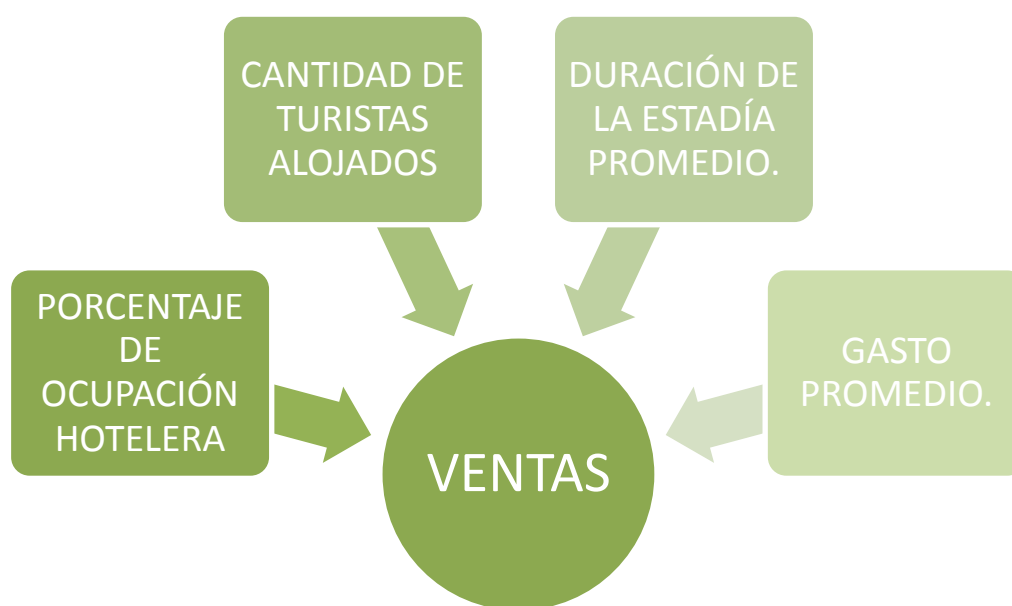 CANTIDAD DE
TURISTAS
ALOJADOS
DURACIÓN DE
LA ESTADÍA
PROMEDIO.
PORCENTAJE
DE
OCUPACIÓN
HOTELERA
GASTO
PROMEDIO.
VENTAS